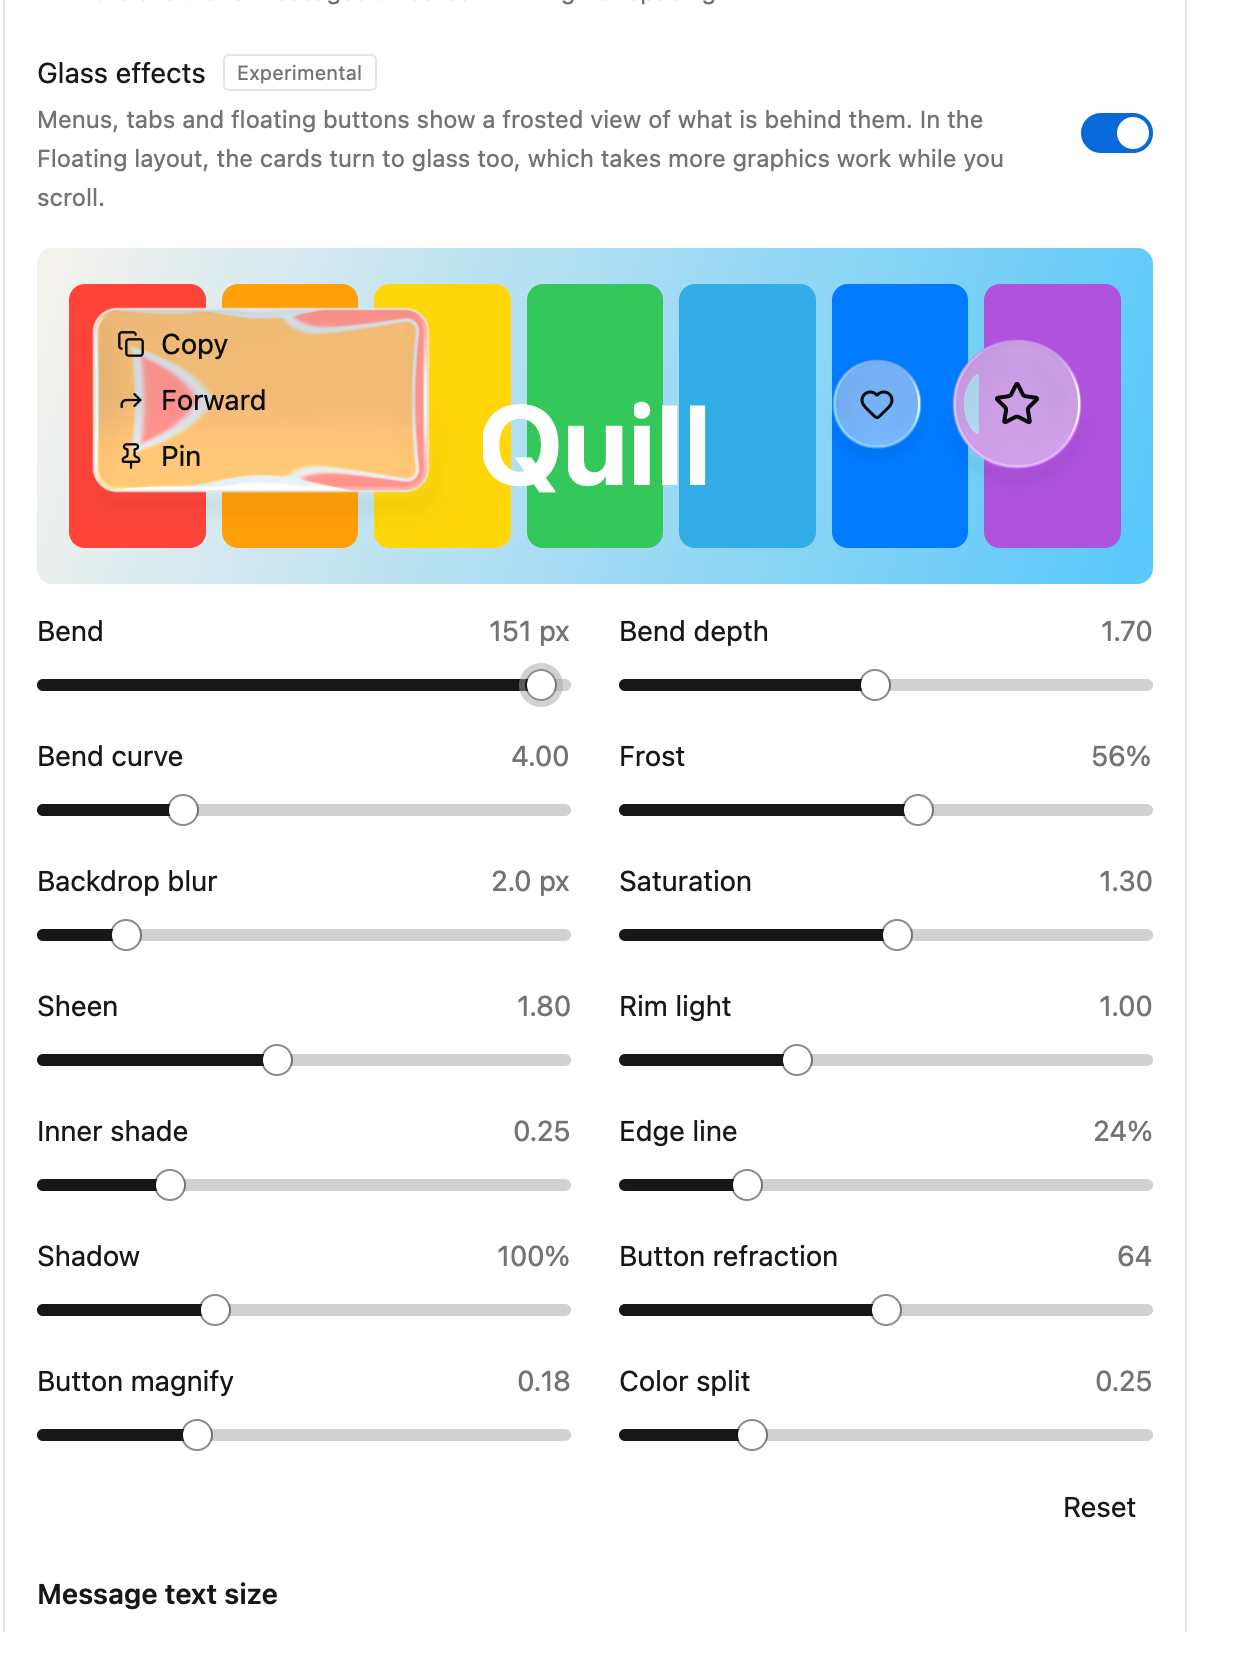 Glass effects
Experimental
Menus, tabs and floating buttons show a frosted view of what is behind them. In the
Floating layout, the cards turn to glass too, which takes more graphics work while you
scroll.
Copy
Forward
Pin
Quill
Bend 151 px
Bend depth 1.70
Bend curve 4.00
Frost 56%
Backdrop blur 2.0 px
Saturation 1.30
Sheen 1.80
Rim light 1.00
Inner shade 0.25
Edge line 24%
Shadow 100%
Button refraction 64
Button magnify 0.18
Color split 0.25
Reset
Message text size